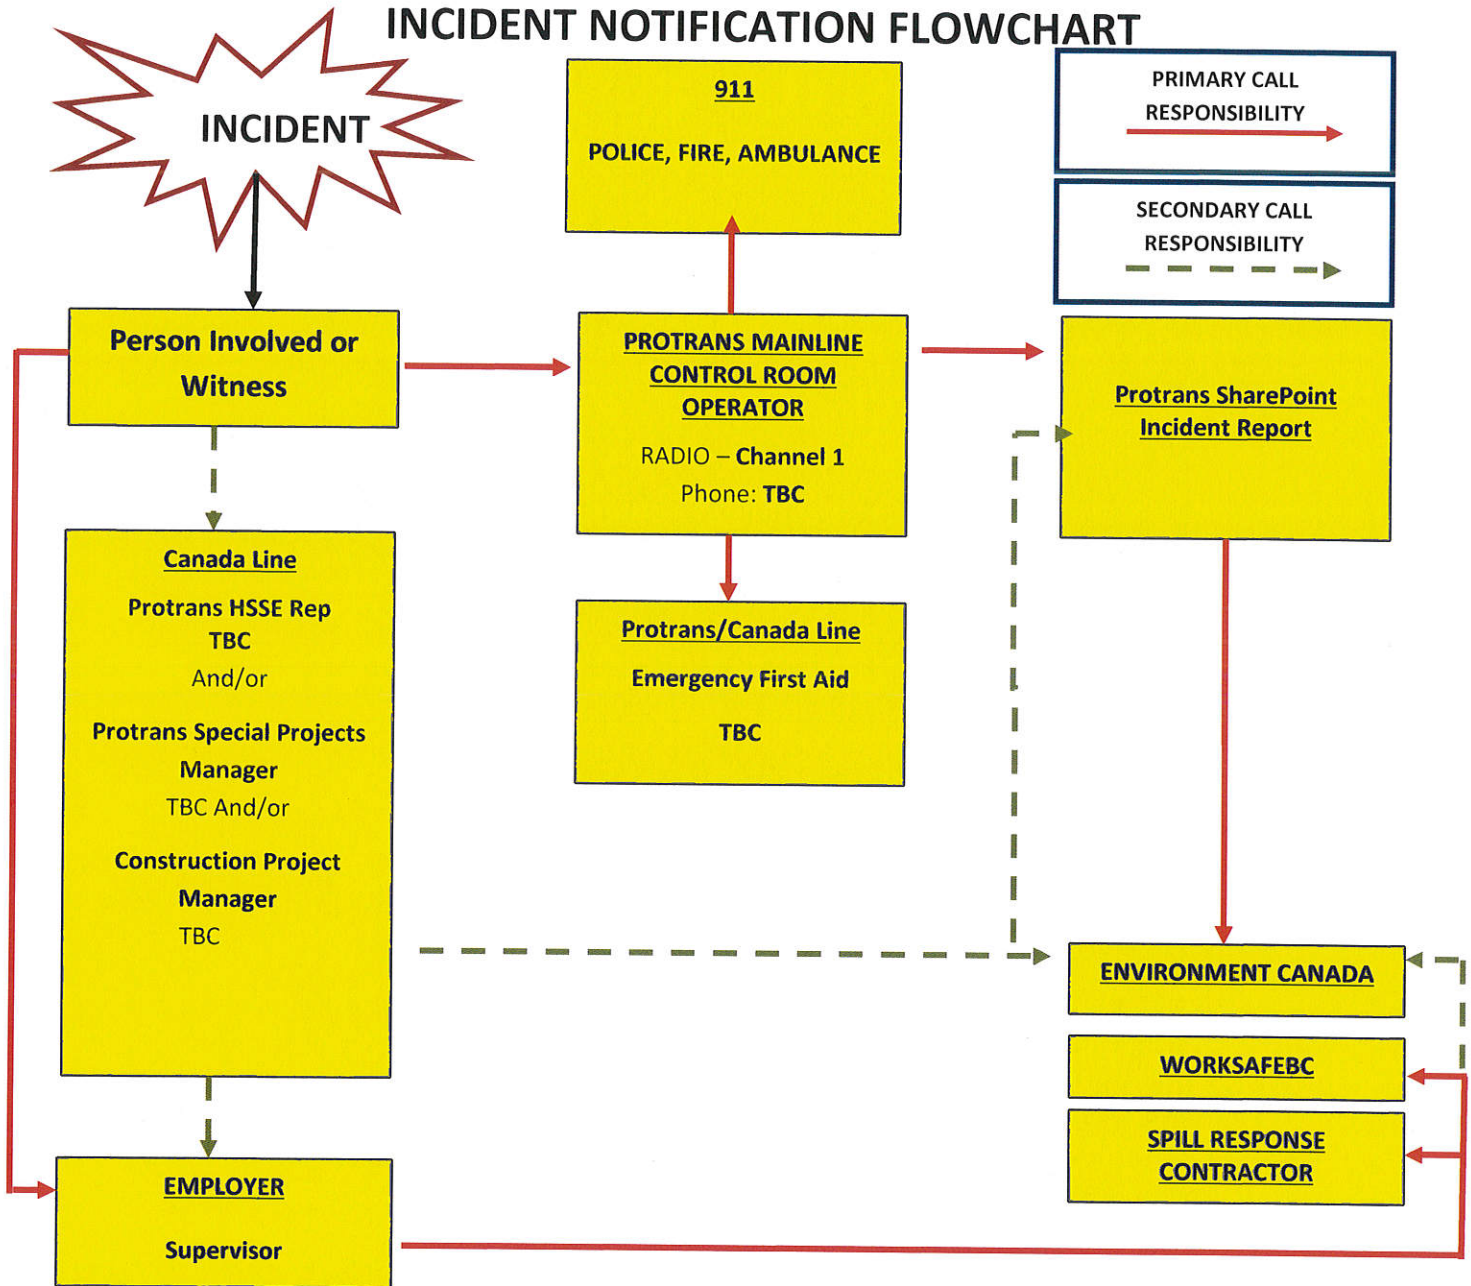 INCIDENT NOTIFICATION FLOWCHART
INCIDENT
911
POLICE, FIRE, AMBULANCE
PRIMARY CALL
RESPONSIBILITY
SECONDARY CALL
RESPONSIBILITY
Person Involved or
Witness
PROTRANS MAINLINE
CONTROL ROOM
OPERATOR
RADIO – Channel 1
Phone: TBC
Protrans SharePoint
Incident Report
Canada Line
Protrans HSSE Rep
TBC
And/or
Protrans Special Projects
Manager
TBC And/or
Construction Project
Manager
TBC
Protrans/Canada Line
Emergency First Aid
TBC
ENVIRONMENT CANADA
WORKSAFEBC
SPILL RESPONSE
CONTRACTOR
EMPLOYER
Supervisor